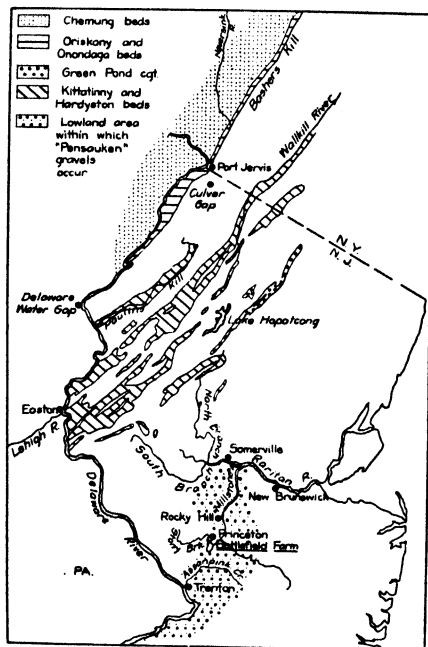 Chemung beds
Oriskany and
Onondaga beds
Green Pond cgt.
Kittatinny and
Hardyston beds
Lowland area
within which
"Pensauken"
gravels
occur
Neversink
R.
Bashers Kill
Wallkill River
Port Jervis
Culver
Gap
N.Y.
N.J.
Delaware
Water Gap
Paulins Kill
Lake Hopatcong
Easton
Lehigh R.
North
Branch
South Branch
Somerville
Raritan R.
Millstone
New Brunswick
Rocky Hill
Princeton
Battlefield Farm
Stony
Brk.
Assanpink Cr.
Delaware River
PA.
Trenton